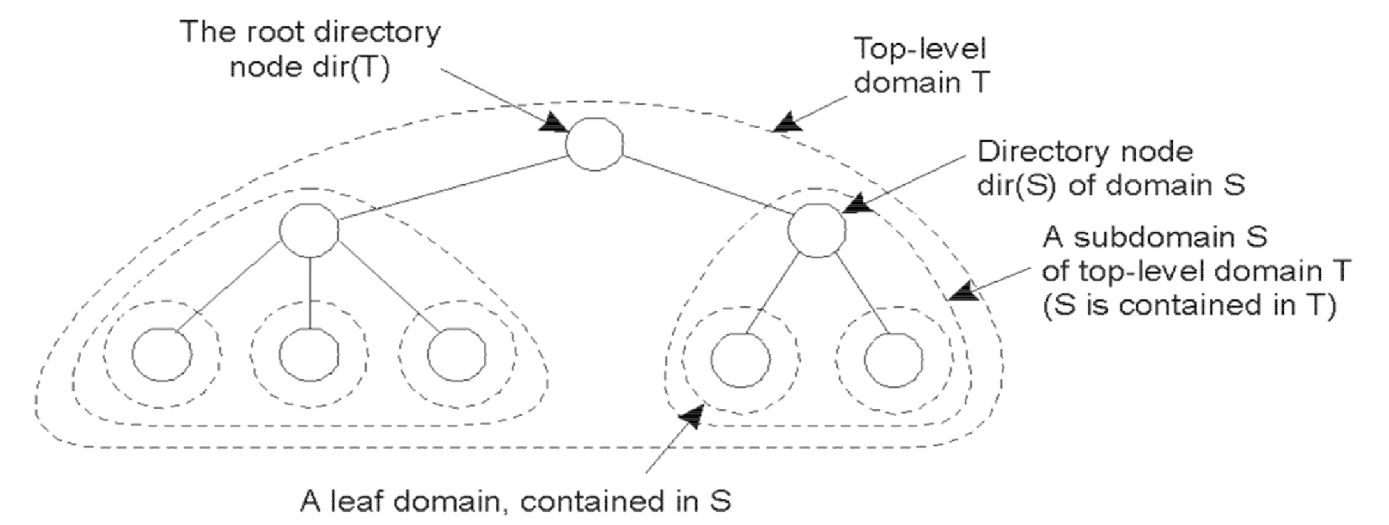 The root directory
node dir(T)
Top-level
domain T
Directory node
dir(S) of domain S
A subdomain S
of top-level domain T
(S is contained in T)
A leaf domain, contained in S